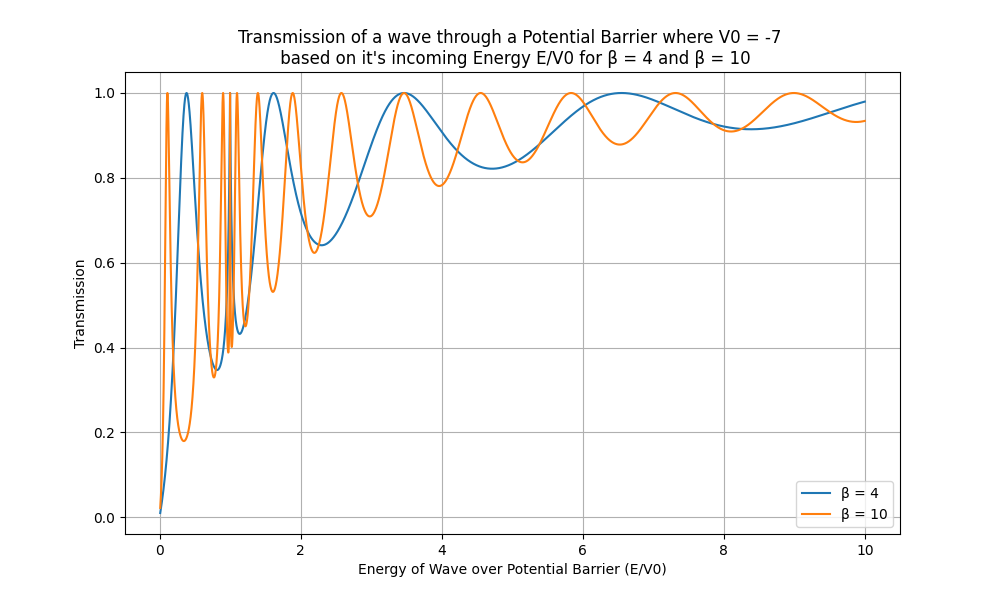 Transmission of a wave through a Potential Barrier where V0 = -7
based on it's incoming Energy E/V0 for β = 4 and β = 10
1.0
0.8
0.6
0.4
0.2
0.0
Transmission
0 2 4 6 8 10
Energy of Wave over Potential Barrier (E/V0)
β = 4
β = 10